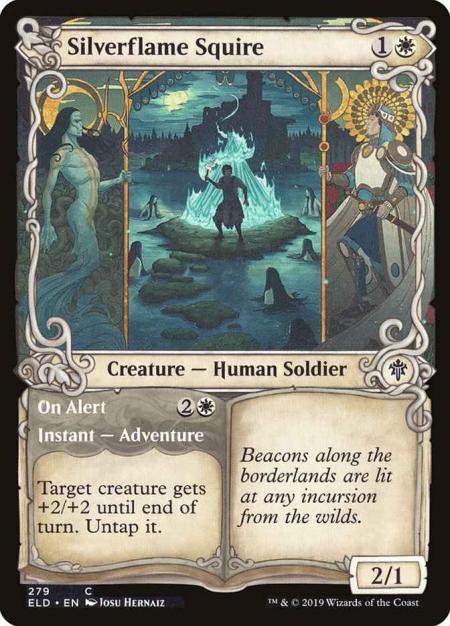 Silverflame Squire 1
Creature — Human Soldier
On Alert 2
Instant — Adventure
Target creature gets
+2/+2 until end of
turn. Untap it.
Beacons along the
borderlands are lit
at any incursion
from the wilds.
2/1
279 C
ELD • EN Josu Hernaiz
™ & © 2019 Wizards of the Coast